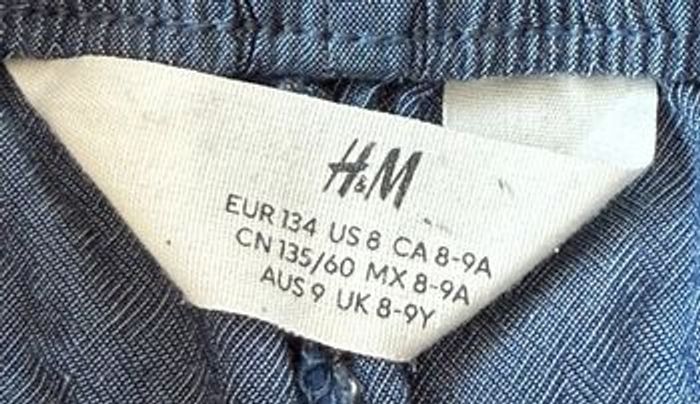 H&M
EUR 134 US 8 CA 8-9A
CN 135/60 MX 8-9A
AUS 9 UK 8-9Y